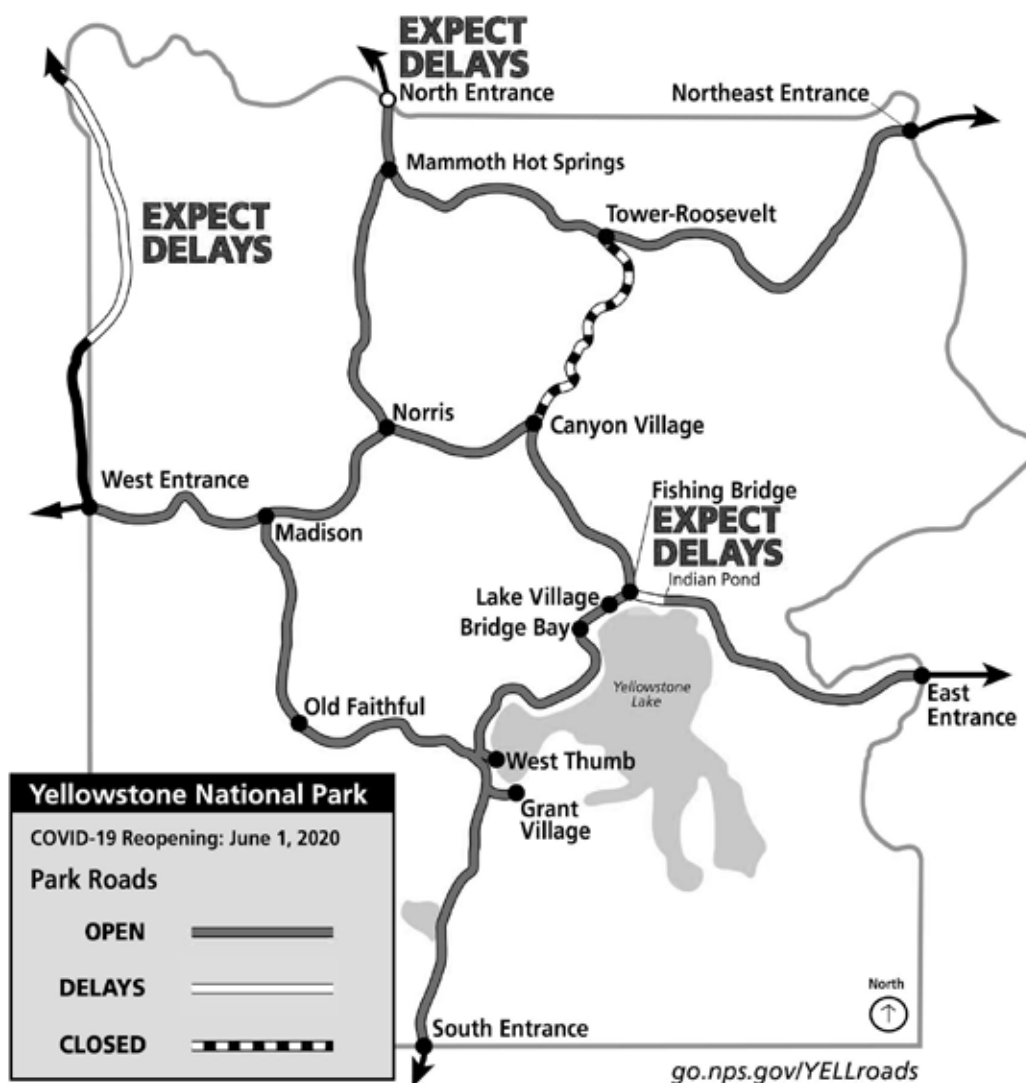 EXPECT
DELAYS
North Entrance
Northeast Entrance
Mammoth Hot Springs
EXPECT
DELAYS
Tower-Roosevelt
Norris
Canyon Village
West Entrance
Madison
Fishing Bridge
EXPECT
DELAYS
Indian Pond
Lake Village
Bridge Bay
Yellowstone
Lake
East
Entrance
Old Faithful
West Thumb
Grant
Village
Yellowstone National Park
COVID-19 Reopening: June 1, 2020
Park Roads
OPEN
DELAYS
CLOSED
South Entrance
North
go.nps.gov/YELLroads